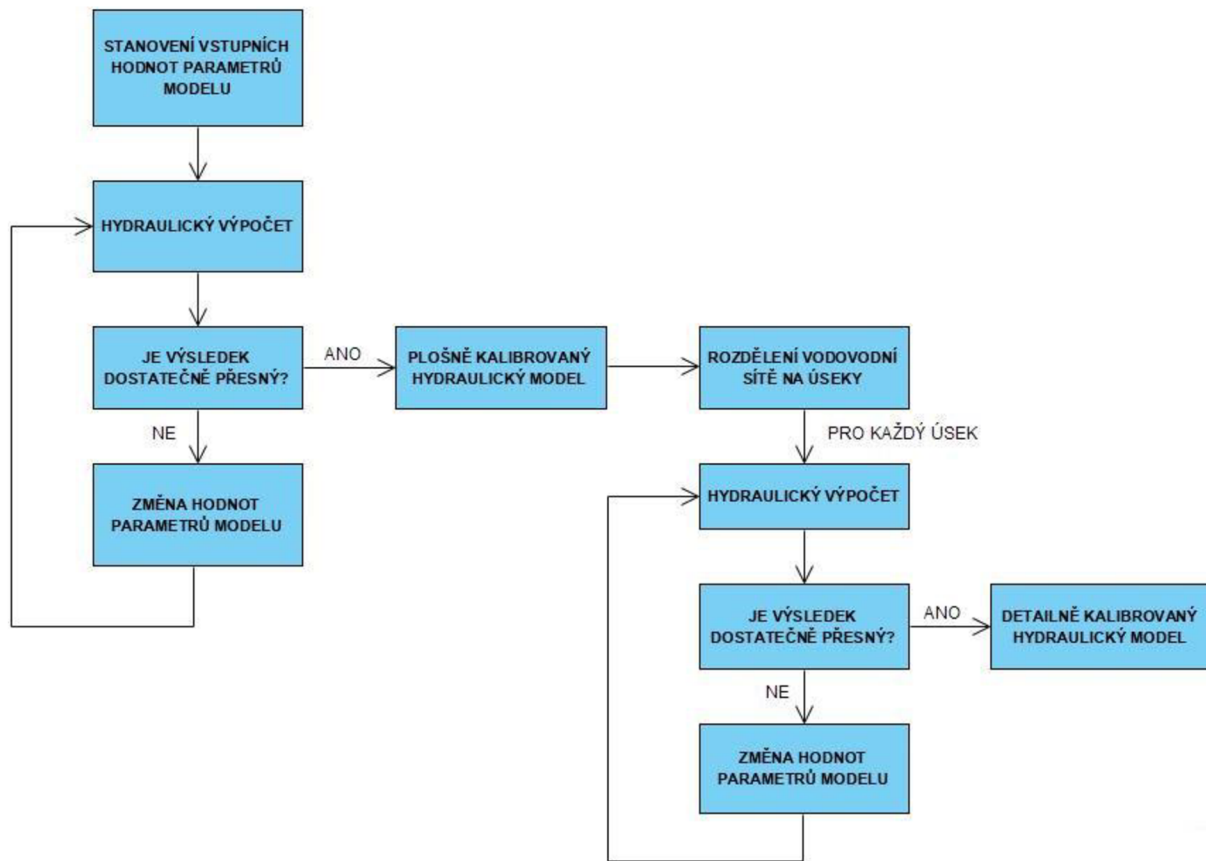 STANOVENÍ VSTUPNÍCH
HODNOT PARAMETRŮ
MODELU
HYDRAULICKÝ VÝPOČET
JE VÝSLEDEK
DOSTATEČNĚ PŘESNÝ?
ANO
PLOŠNĚ KALIBROVANÝ
HYDRAULICKÝ MODEL
ROZDĚLENÍ VODOVODNÍ
SÍTĚ NA ÚSEKY
NE
ZMĚNA HODNOT
PARAMETRŮ MODELU
PRO KAŽDÝ ÚSEK
HYDRAULICKÝ VÝPOČET
JE VÝSLEDEK
DOSTATEČNĚ PŘESNÝ?
ANO
DETAILNĚ KALIBROVANÝ
HYDRAULICKÝ MODEL
NE
ZMĚNA HODNOT
PARAMETRŮ MODELU